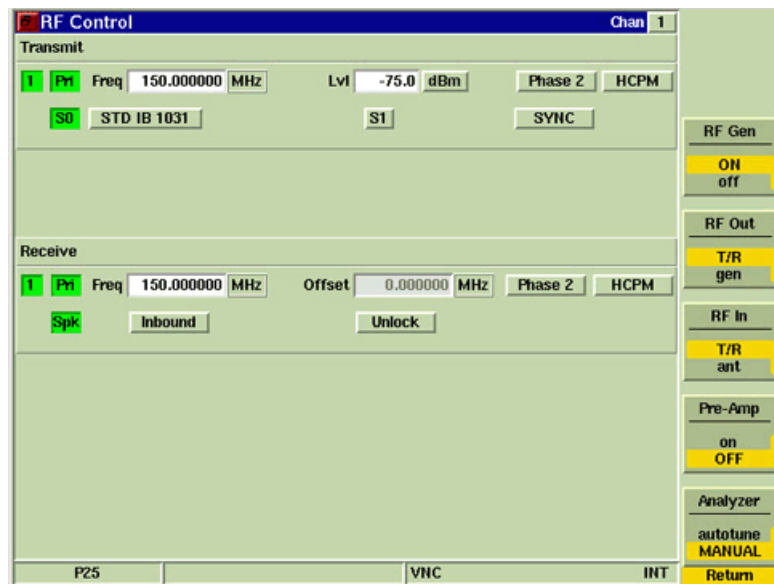 RF Control Chan 1
Transmit
1 Pri Freq 150.000000 MHz Lvl -75.0 dBm Phase 2 HCPM
S0 STD IB 1031 S1 SYNC
Receive
1 Pri Freq 150.000000 MHz Offset 0.000000 MHz Phase 2 HCPM
Spk Inbound Unlock
RF Gen
ON
off
RF Out
T/R
gen
RF In
T/R
ant
Pre-Amp
on
OFF
Analyzer
autotune
MANUAL
P25 VNC INT Return